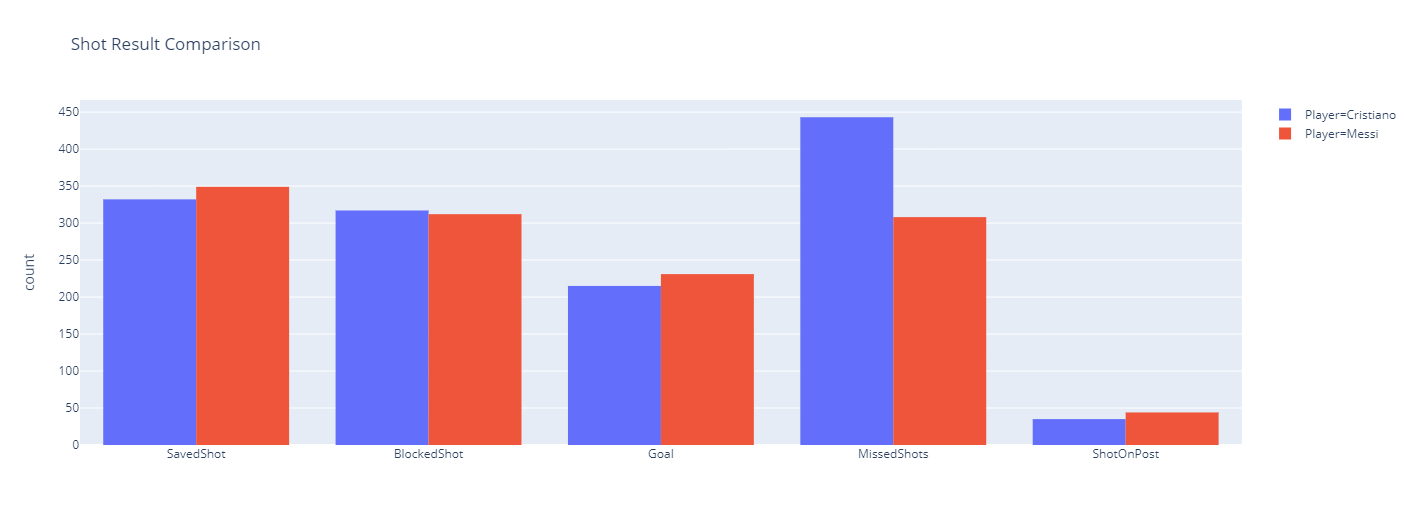 Shot Result Comparison
Player=Cristiano
Player=Messi
450
400
350
300
250
200
150
100
50
0
count
SavedShot BlockedShot Goal MissedShots ShotOnPost